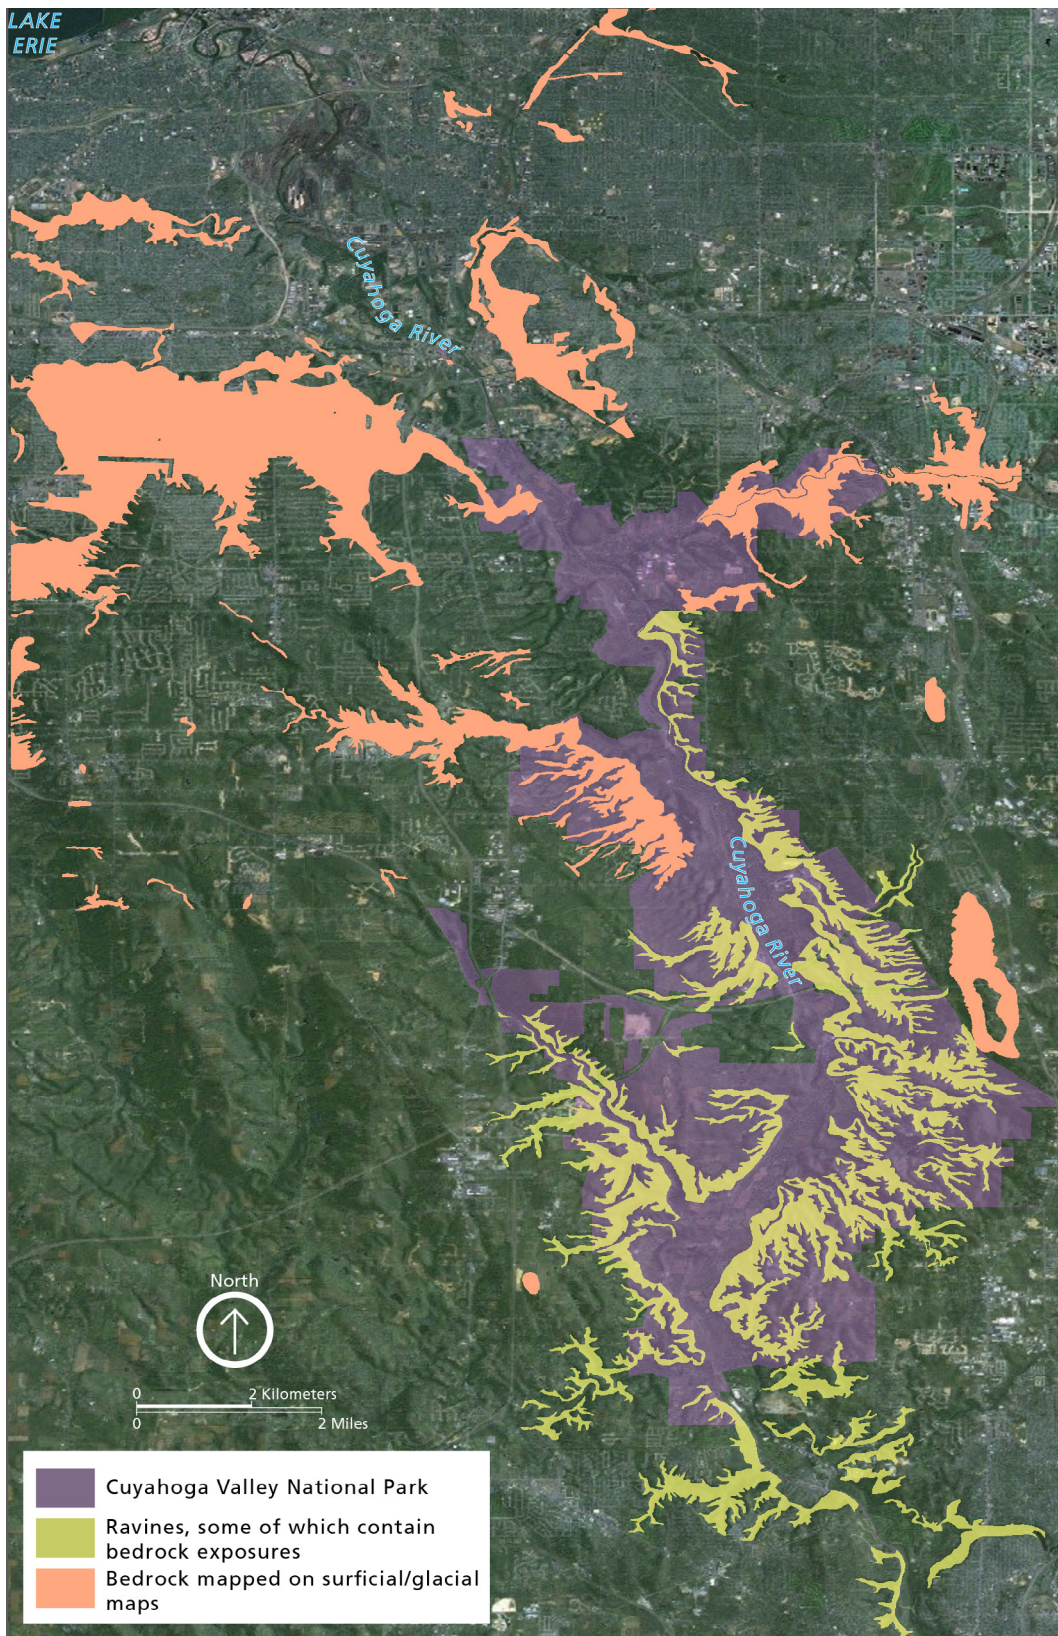 LAKE
ERIE
Cuyahoga River
Cuyahoga River
North
0 2 Kilometers
0 2 Miles
Cuyahoga Valley National Park
Ravines, some of which contain
bedrock exposures
Bedrock mapped on surficial/glacial
maps